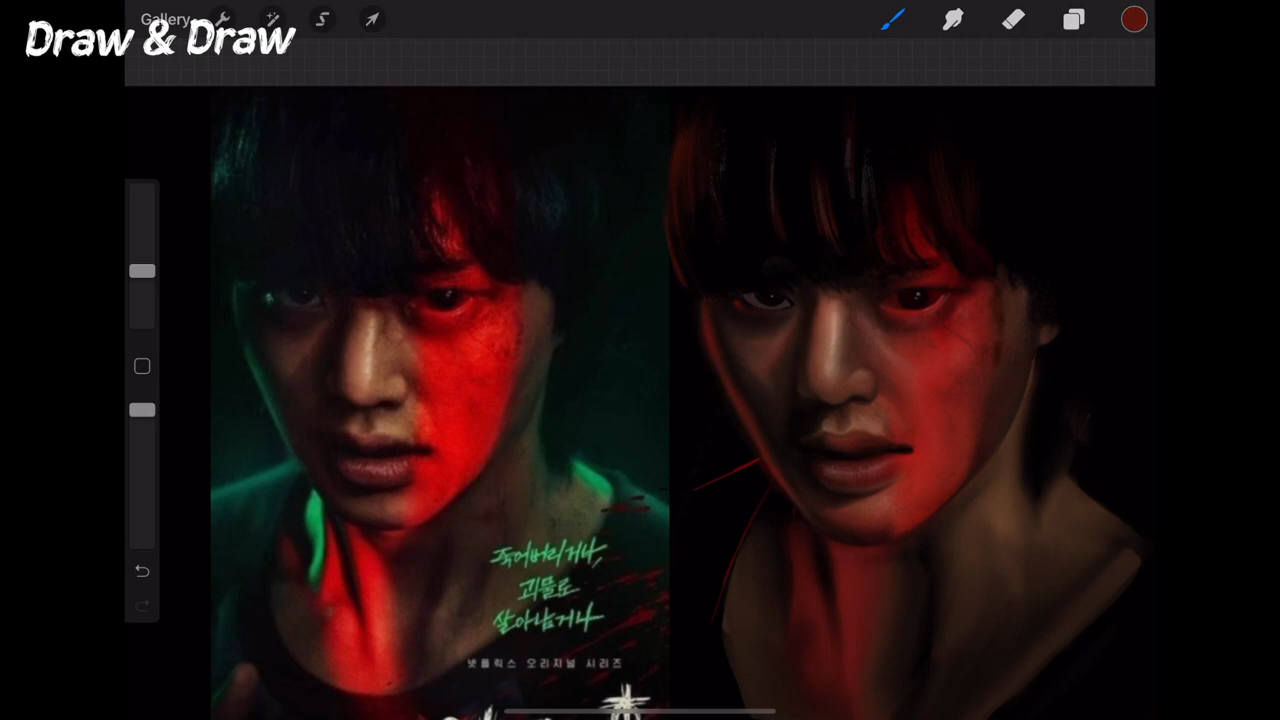 Gallery
Draw & Draw
죽어버리거나,
괴물로
살아남거나
넷플릭스 오리지널 시리즈